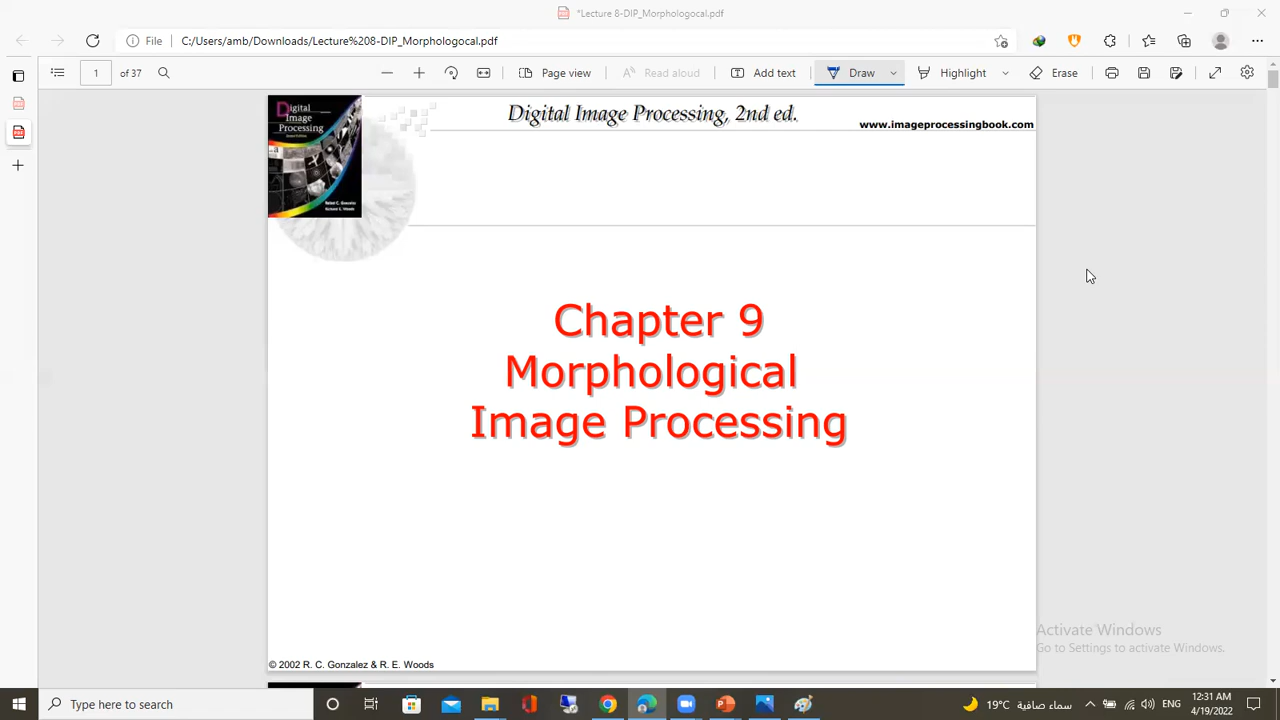 *Lecture 8-DIP_Morphologocal.pdf
File C:/Users/amb/Downloads/Lecture%208-DIP_Morphologocal.pdf
1 of
Page view
Read aloud
Add text
Draw
Highlight
Erase
Digital Image Processing
Digital Image Processing, 2nd ed.
www.imageprocessingbook.com
Chapter 9
Morphological
Image Processing
© 2002 R. C. Gonzalez & R. E. Woods
Activate Windows
Go to Settings to activate Windows.
Type here to search
19°C سماء صافية
ENG
12:31 AM
4/19/2022